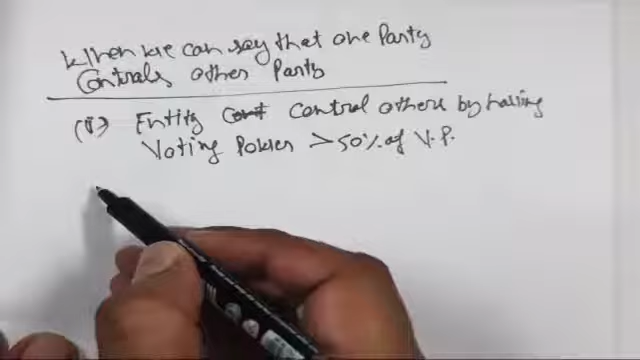 When we can say that one Party
Controls other Party
(i) Entity Cont Control others by having
Voting Power >50% of V.P.